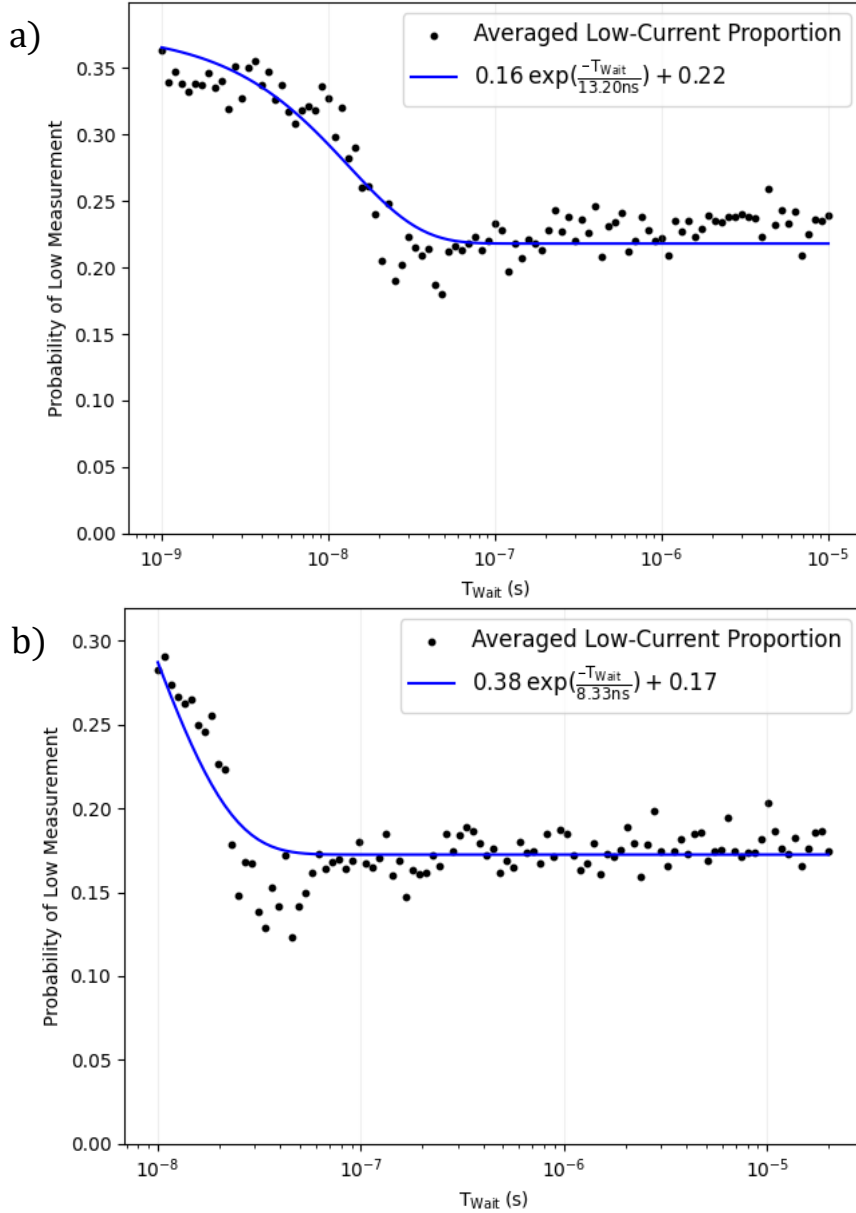 a)
Averaged Low-Current Proportion
0.16 exp(−T_Wait/13.20ns) + 0.22
Probability of Low Measurement
0.35
0.30
0.25
0.20
0.15
0.10
0.05
0.00
10⁻⁹ 10⁻⁸ 10⁻⁷ 10⁻⁶ 10⁻⁵
T_Wait (s)
b)
Averaged Low-Current Proportion
0.38 exp(−T_Wait/8.33ns) + 0.17
Probability of Low Measurement
0.30
0.25
0.20
0.15
0.10
0.05
0.00
10⁻⁸ 10⁻⁷ 10⁻⁶ 10⁻⁵
T_Wait (s)